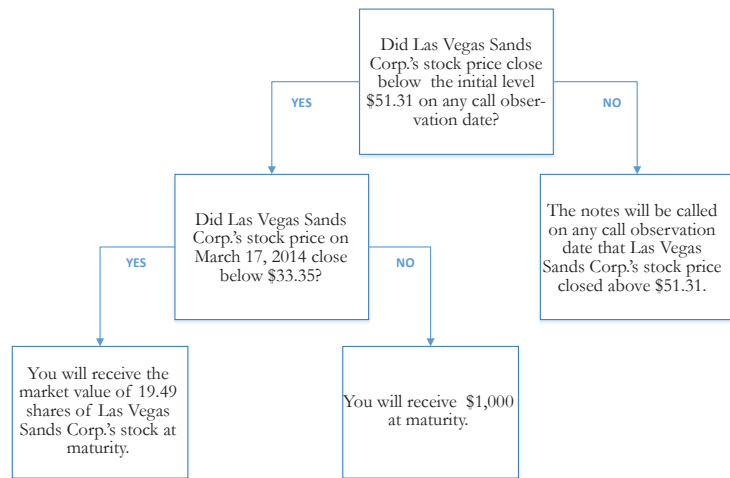 Did Las Vegas Sands
Corp.'s stock price close
below the initial level
$51.31 on any call obser-
vation date?
YES
NO
Did Las Vegas Sands
Corp.'s stock price on
March 17, 2014 close
below $33.35?
The notes will be called
on any call observation
date that Las Vegas
Sands Corp.'s stock price
closed above $51.31.
YES
NO
You will receive the
market value of 19.49
shares of Las Vegas
Sands Corp.'s stock at
maturity.
You will receive $1,000
at maturity.